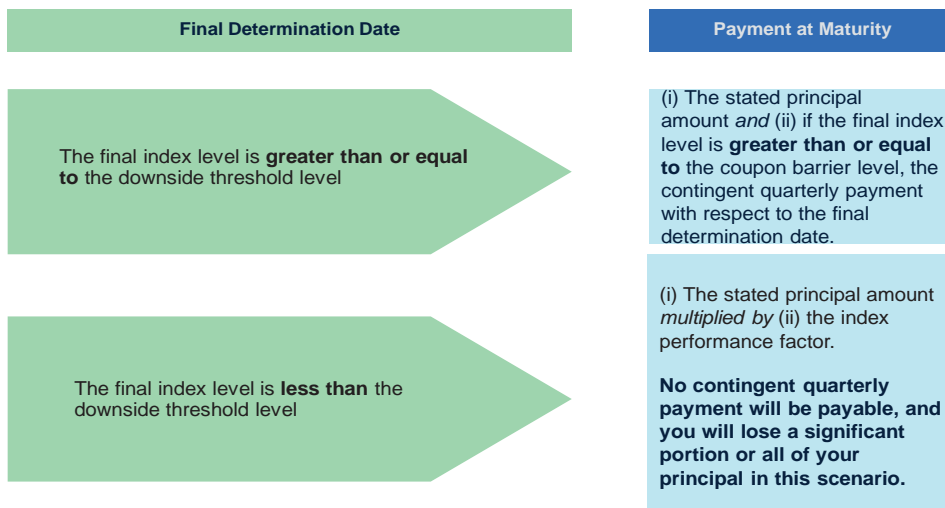 Final Determination Date
Payment at Maturity
The final index level is greater than or equal
to the downside threshold level
(i) The stated principal
amount and (ii) if the final index
level is greater than or equal
to the coupon barrier level, the
contingent quarterly payment
with respect to the final
determination date.
The final index level is less than the
downside threshold level
(i) The stated principal amount
multiplied by (ii) the index
performance factor.
No contingent quarterly
payment will be payable, and
you will lose a significant
portion or all of your
principal in this scenario.